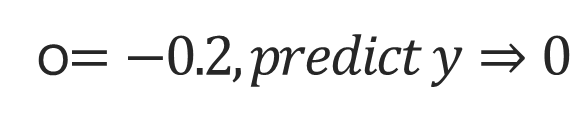 o= −0.2, predict y ⇒ 0